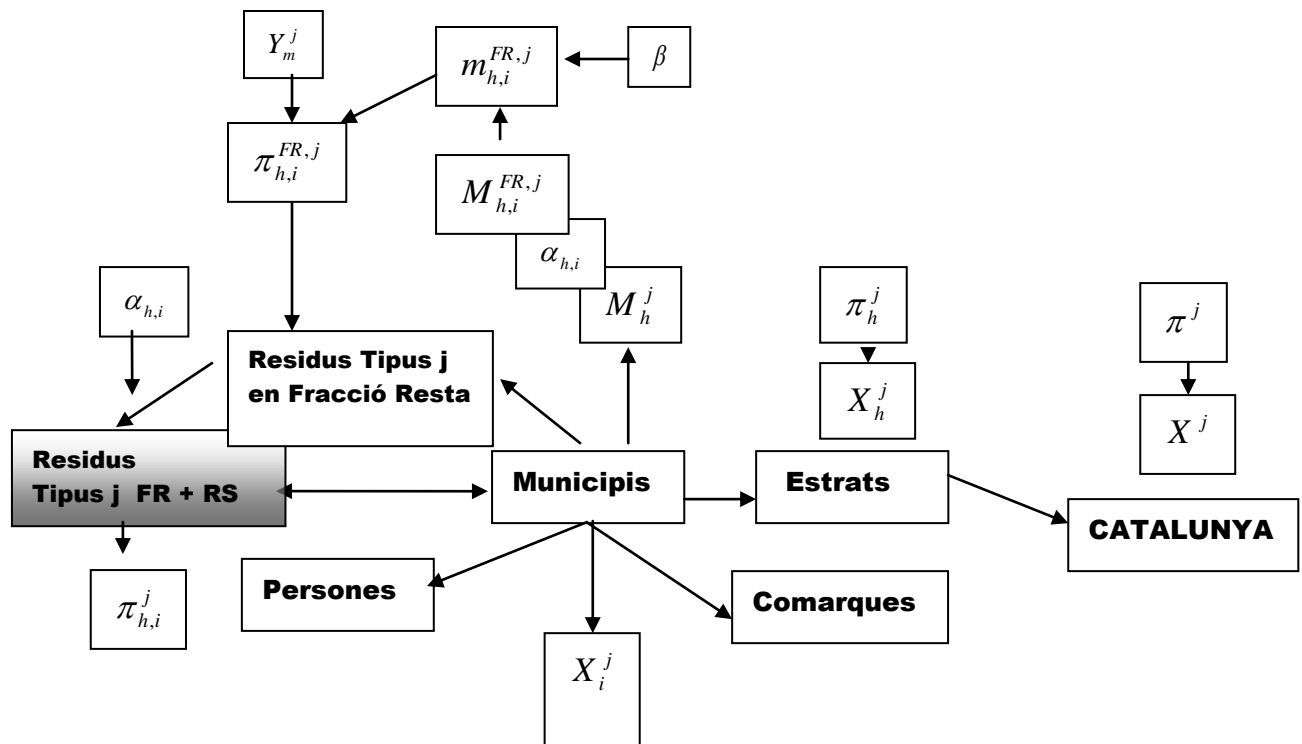 Y_m^j
m_{h,i}^{FR,j}
β
π_{h,i}^{FR,j}
M_{h,i}^{FR,j}
α_{h,i}
M_h^j
α_{h,i}
π_h^j
X_h^j
π^j
X^j
Residus Tipus j
en Fracció Resta
Residus
Tipus j FR + RS
Municipis
Estrats
CATALUNYA
Persones
Comarques
π_{h,i}^j
X_i^j